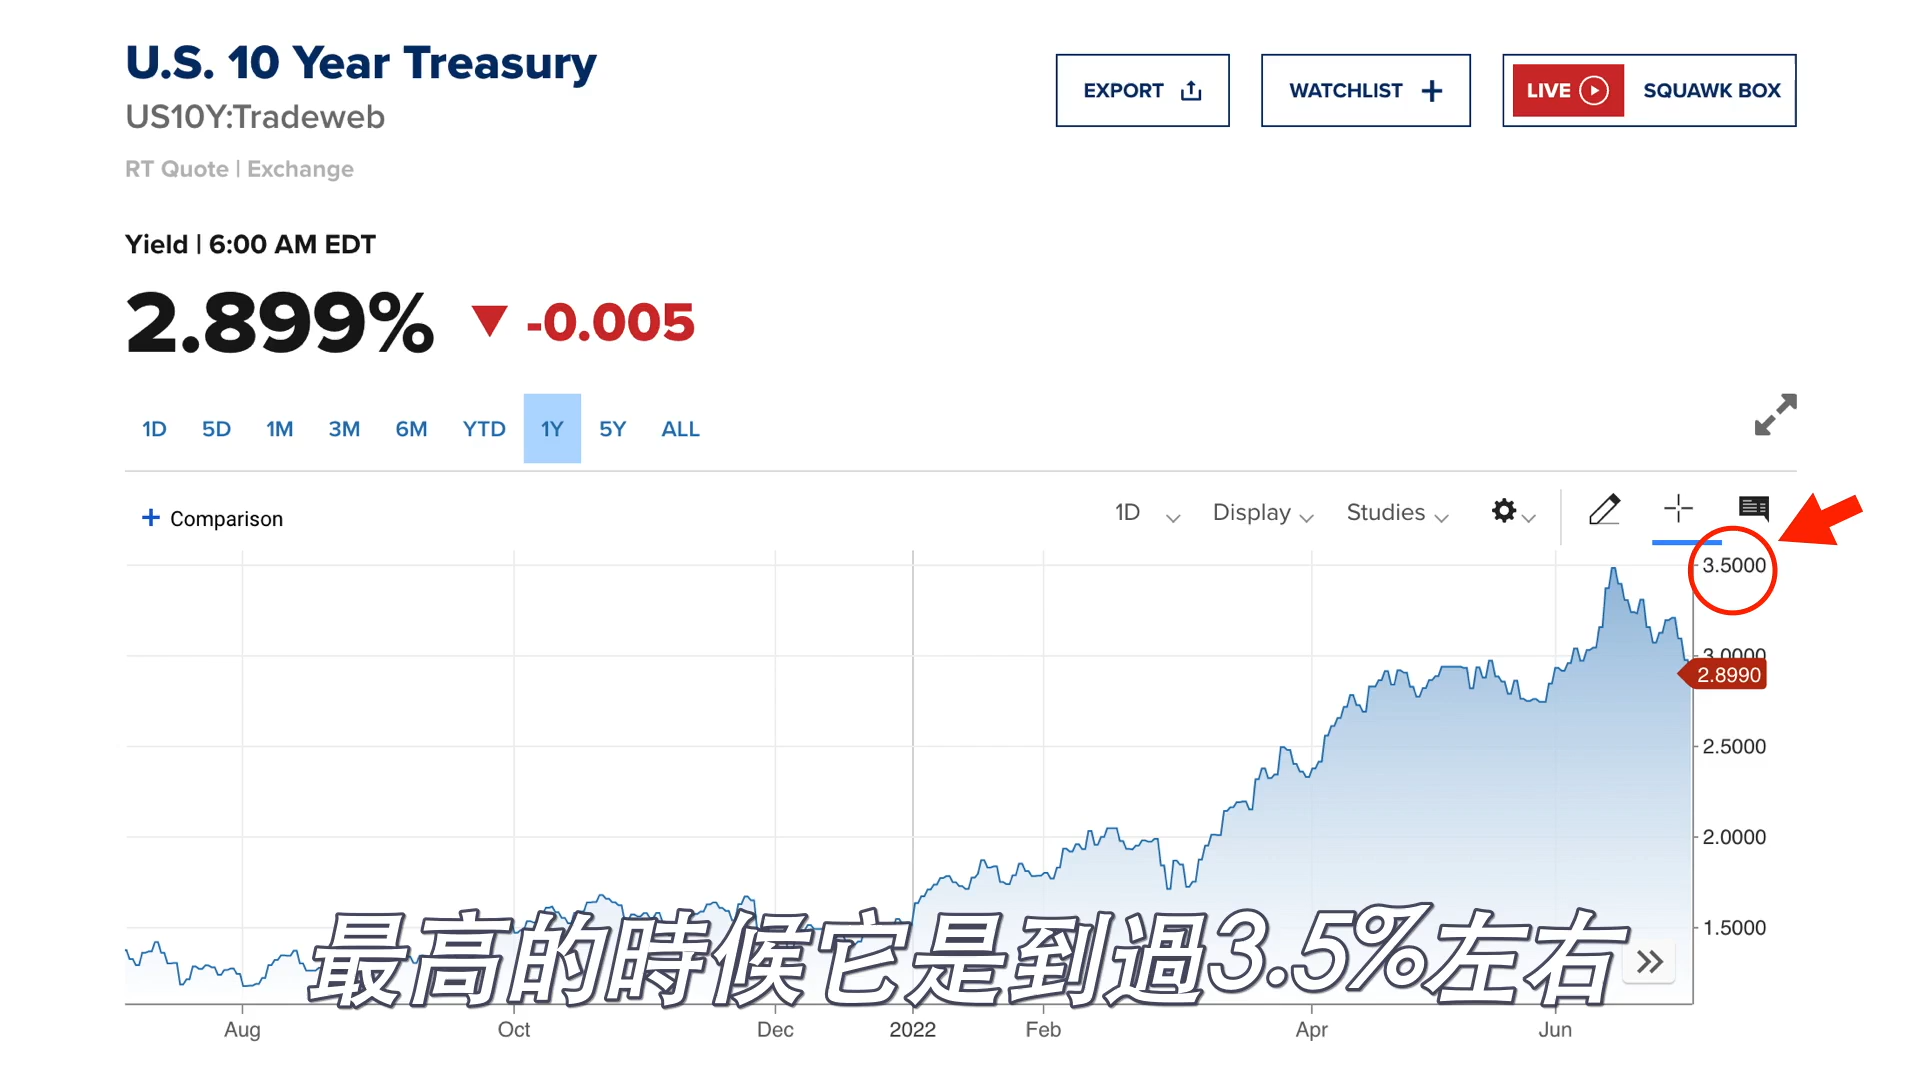 U.S. 10 Year Treasury
US10Y:Tradeweb
RT Quote | Exchange
EXPORT
WATCHLIST
LIVE SQUAWK BOX
Yield | 6:00 AM EDT
2.899% -0.005
1D 5D 1M 3M 6M YTD 1Y 5Y ALL
+ Comparison
1D Display Studies
3.5000
3.0000
2.8990
2.5000
2.0000
1.5000
最高的時候它是到過3.5%左右
Aug Oct Dec 2022 Feb Apr Jun